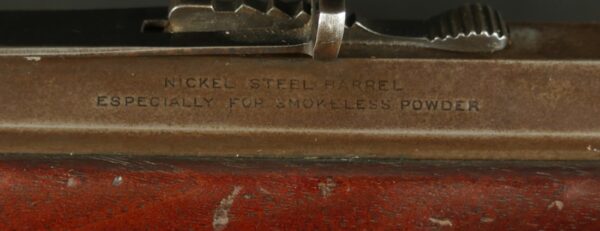 NICKEL STEEL BARREL
ESPECIALLY FOR SMOKELESS POWDER